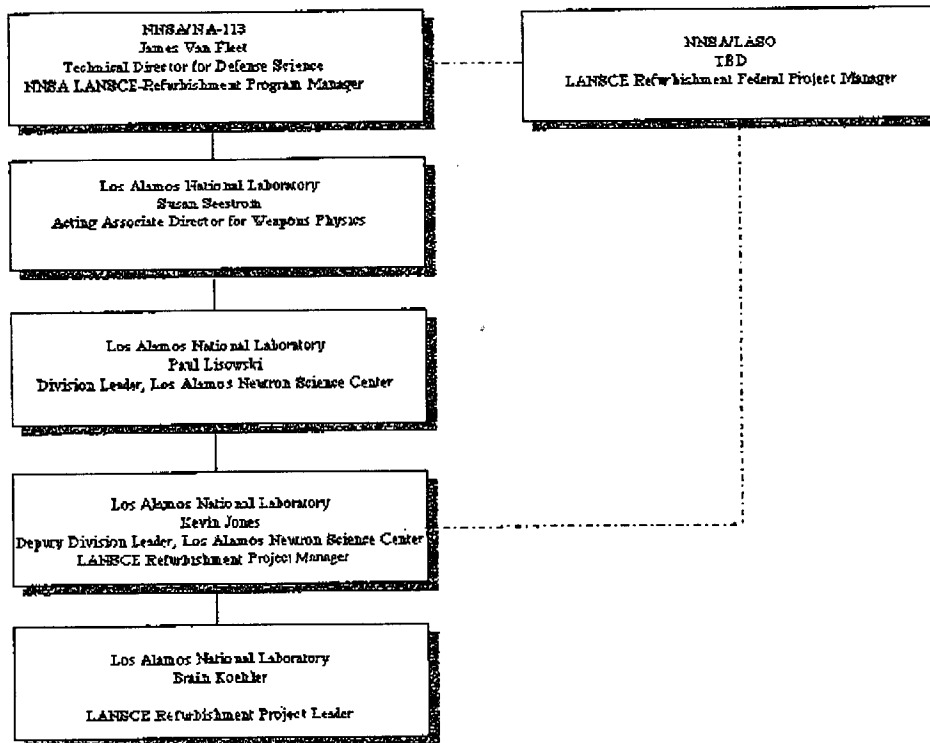 NNSA/NA-113
James Van Fleet
Technical Director for Defense Science
NNSA LANSCE-Refurbishment Program Manager
NNSA/LASO
TBD
LANSCE Refurbishment Federal Project Manager
Los Alamos National Laboratory
Susan Seestrom
Acting Associate Director for Weapons Physics
Los Alamos National Laboratory
Paul Lisowski
Division Leader, Los Alamos Neutron Science Center
Los Alamos National Laboratory
Kevin Jones
Deputy Division Leader, Los Alamos Neutron Science Center
LANSCE Refurbishment Project Manager
Los Alamos National Laboratory
Brain Koehler
LANSCE Refurbishment Project Leader